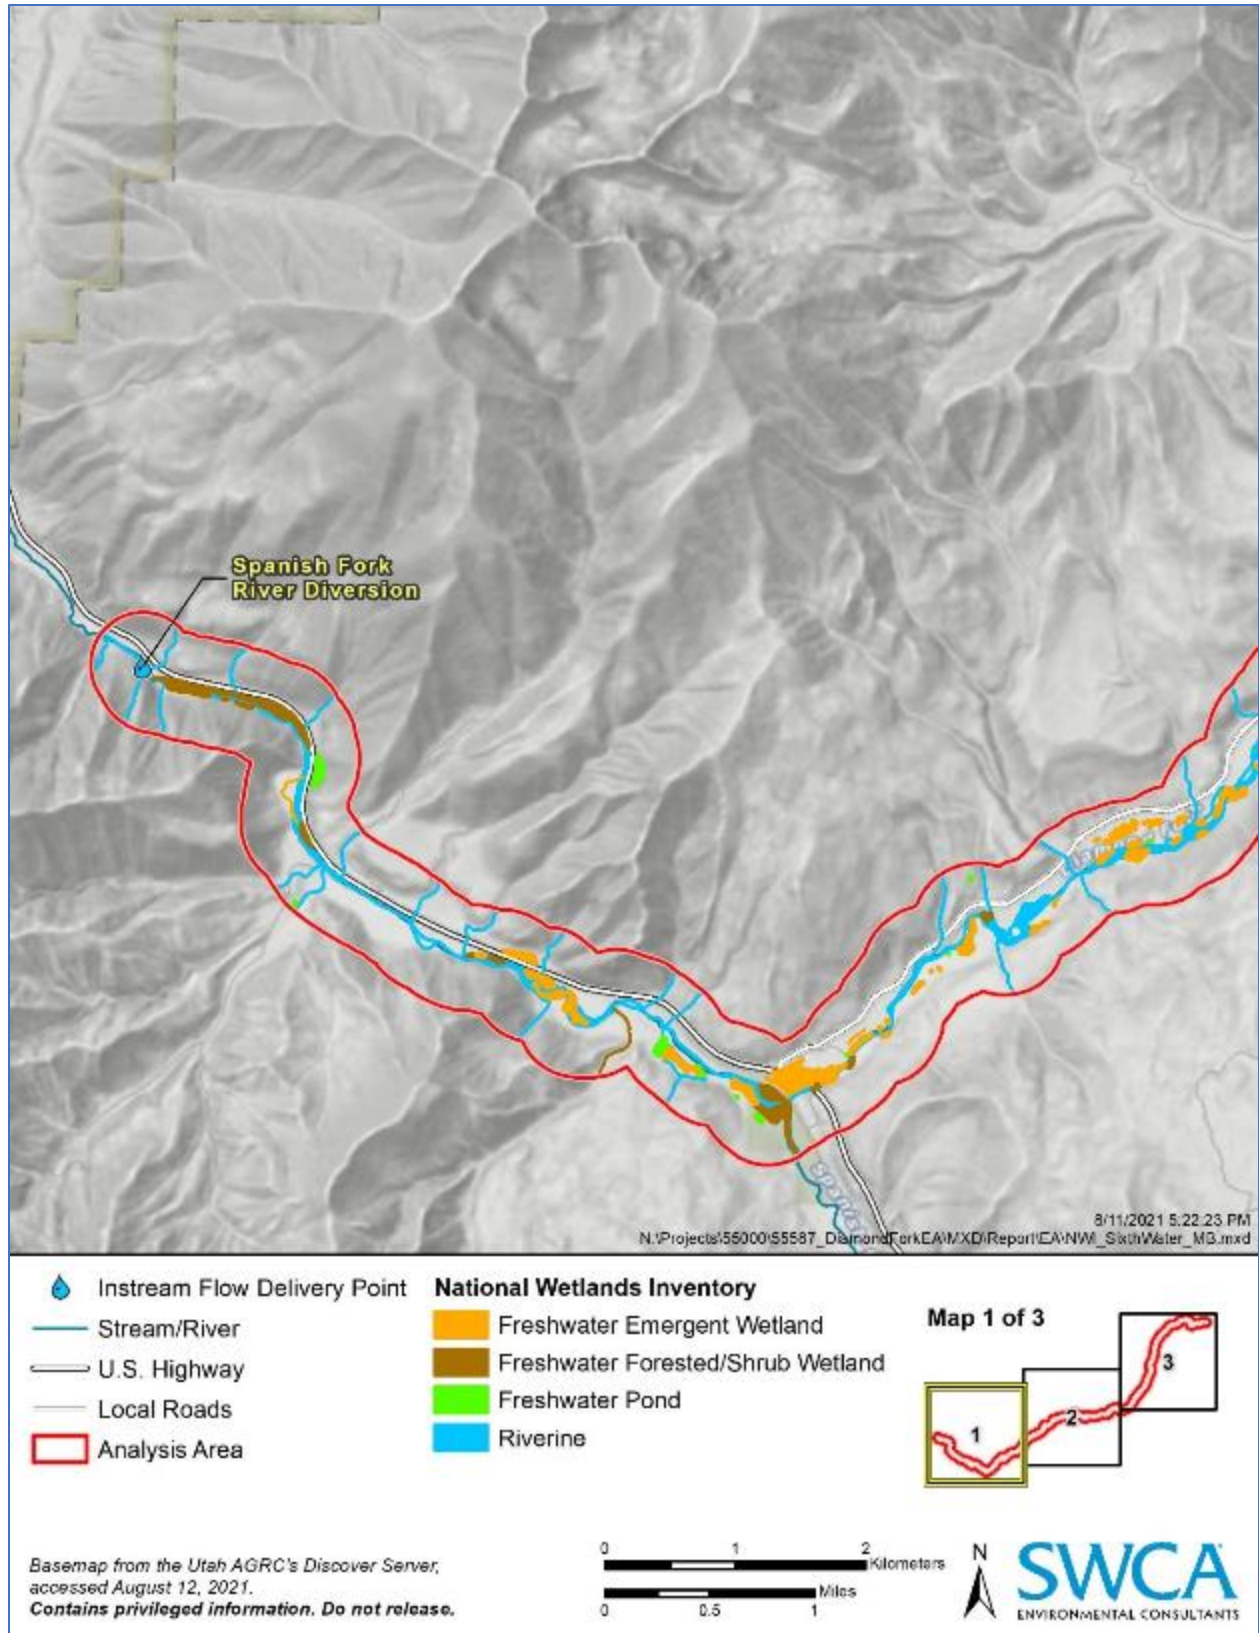 Spanish Fork
River Diversion
8/11/2021 5:22:23 PM
N:\Projects\55000\55587_DiamondForkEA\MXD\Report\EA\NWI_SixthWater_MB.mxd
Instream Flow Delivery Point
Stream/River
U.S. Highway
Local Roads
Analysis Area
National Wetlands Inventory
Freshwater Emergent Wetland
Freshwater Forested/Shrub Wetland
Freshwater Pond
Riverine
Map 1 of 3
1
2
3
Basemap from the Utah AGRC's Discover Server,
accessed August 12, 2021.
Contains privileged information. Do not release.
0 1 2
Kilometers
Miles
0 0.5 1
N
SWCA
ENVIRONMENTAL CONSULTANTS